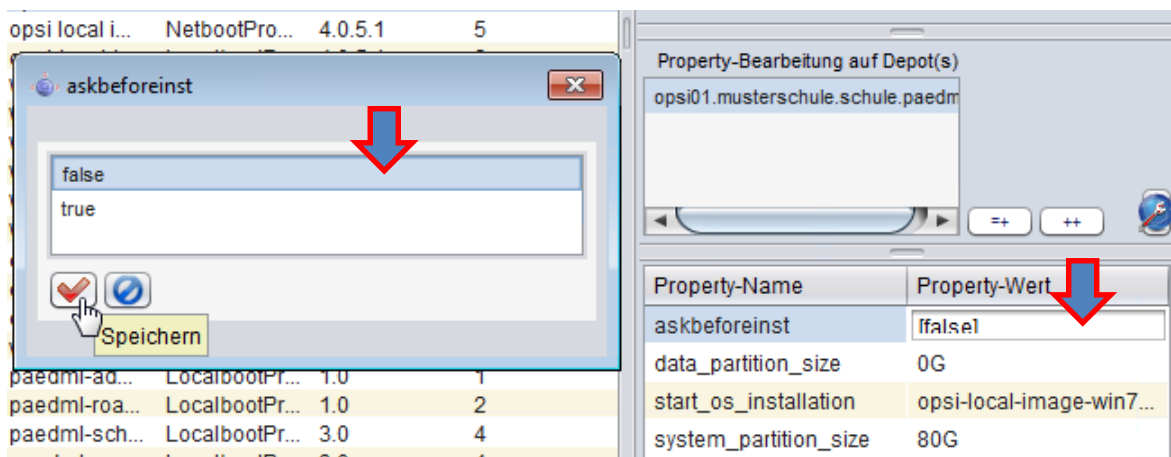 opsi local i... NetbootPro... 4.0.5.1 5
askbeforeinst
false
true
Speichern
paedml-ad... LocalbootPr... 1.0 1
paedml-roa... LocalbootPr... 1.0 2
paedml-sch... LocalbootPr... 3.0 4
Property-Bearbeitung auf Depot(s)
opsi01.musterschule.schule.paedm
=+ ++
Property-Name Property-Wert
askbeforeinst [false]
data_partition_size 0G
start_os_installation opsi-local-image-win7...
system_partition_size 80G